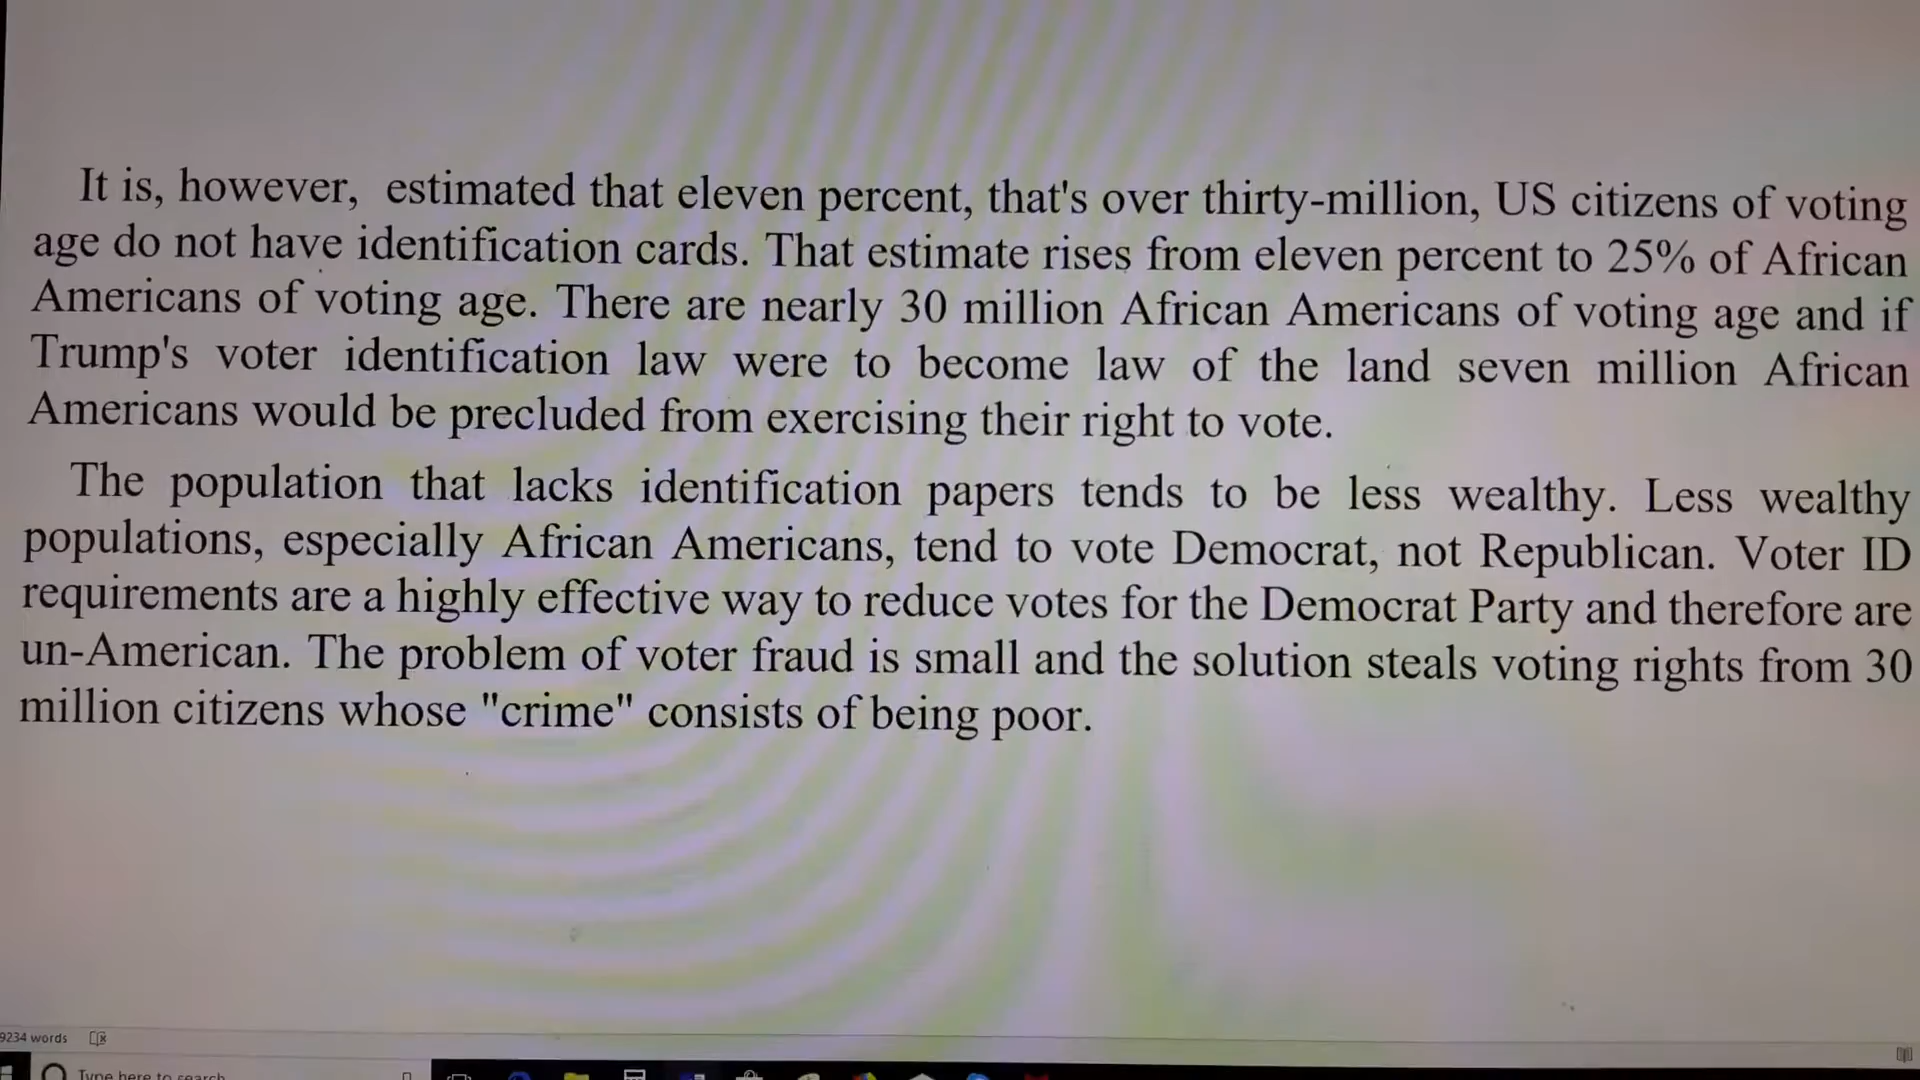 It is, however,  estimated that eleven percent, that's over thirty-million, US citizens of voting
age do not have identification cards. That estimate rises from eleven percent to 25% of African
Americans of voting age. There are nearly 30 million African Americans of voting age and if
Trump's voter identification law were to become law of the land seven million African
Americans would be precluded from exercising their right to vote.
The population that lacks identification papers tends to be less wealthy. Less wealthy
populations, especially African Americans, tend to vote Democrat, not Republican. Voter ID
requirements are a highly effective way to reduce votes for the Democrat Party and therefore are
un-American. The problem of voter fraud is small and the solution steals voting rights from 30
million citizens whose "crime" consists of being poor.
9234 words
Type here to search